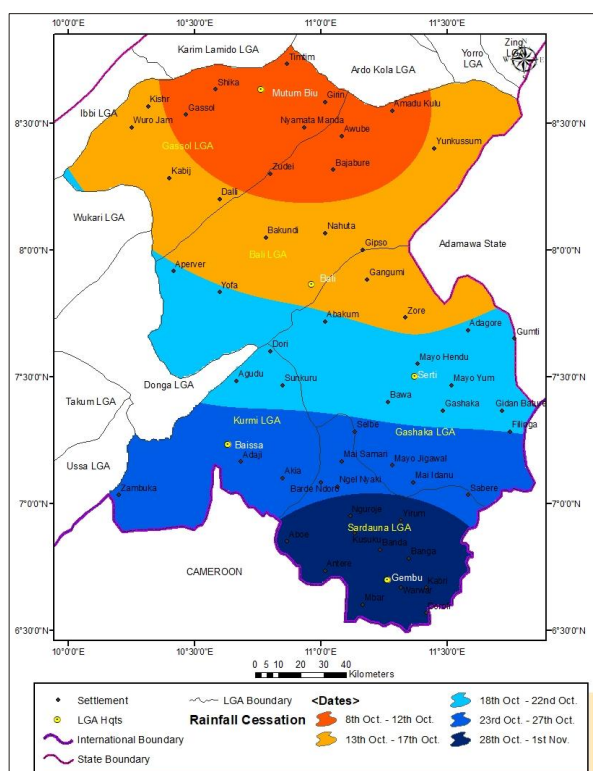 Karim Lamido LGA
Zing LGA
Yorro LGA
Ardo Kola LGA
Ibbi LGA
Wukari LGA
Adamawa State
Donga LGA
Takum LGA
Ussa LGA
CAMEROON
10°0'0"E
10°30'0"E
11°0'0"E
11°30'0"E
8°30'0"N
8°30'0"N
8°0'0"N
8°0'0"N
7°30'0"N
7°30'0"N
7°0'0"N
7°0'0"N
6°30'0"N
6°30'0"N
Timtim
Shika
Mutum Biu
Kishr
Girin
Gassol
Amadu Kulu
Wuro Jam
Nyamata Manda
Awube
Gassol LGA
Yunkussum
Kabij
Zudei
Bajabure
Dalli
Bakundi
Nahuta
Bali LGA
Gipso
Aperver
Bali
Gangumi
Yofa
Abakum
Zore
Adagore
Gumti
Dori
Mayo Hendu
Serti
Agudu
Sunkuru
Mayo Yum
Bawa
Gashaka
Gidan Bature
Kurmi LGA
Selbe
Gashaka LGA
Filinga
Baissa
Adaji
Mai Samari
Mayo Jigawal
Akia
Barde Ndoro
Ngel Nyaki
Mai Idanu
Zambuka
Sabere
Nguroje
Yirum
Sardauna LGA
Kusuku
Banda
Banga
Antere
Gembu
Kabri
Warwar
Mbar
10°0'0"E
10°30'0"E
11°0'0"E
11°30'0"E
0 5 10 20 30 40
Kilometers
Settlement
LGA Hqts
International Boundary
State Boundary
LGA Boundary
Rainfall Cessation
<Dates>
8th Oct. - 12th Oct.
13th Oct. - 17th Oct.
18th Oct. - 22nd Oct.
23rd Oct. - 27th Oct.
28th Oct. - 1st Nov.